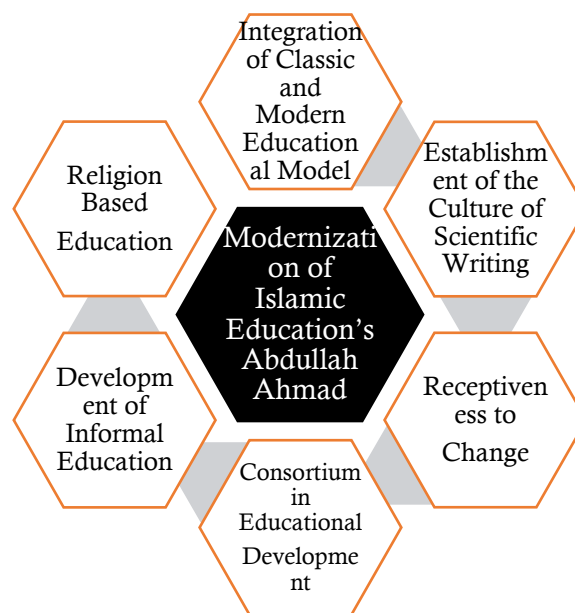 Integration
of Classic
and
Modern
Education
al Model
Establishm
ent of the
Culture of
Scientific
Writing
Receptiven
ess to
Change
Consortium
in
Educational
Developme
nt
Developm
ent of
Informal
Education
Religion
Based
Education
Modernizati
on of
Islamic
Education’s
Abdullah
Ahmad